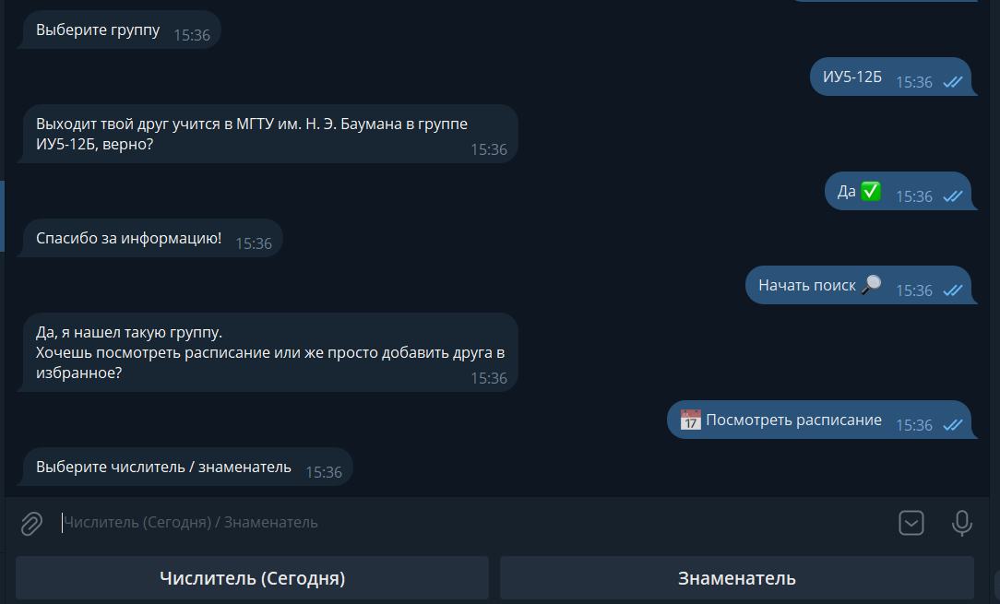 Выберите группу 15:36
ИУ5-12Б 15:36
Выходит твой друг учится в МГТУ им. Н. Э. Баумана в группе
ИУ5-12Б, верно? 15:36
Да ✅ 15:36
Спасибо за информацию! 15:36
Начать поиск 🔎 15:36
Да, я нашел такую группу.
Хочешь посмотреть расписание или же просто добавить друга в
избранное? 15:36
📅 17 Посмотреть расписание 15:36
Выберите числитель / знаменатель 15:36
Числитель (Сегодня) / Знаменатель
Числитель (Сегодня) Знаменатель